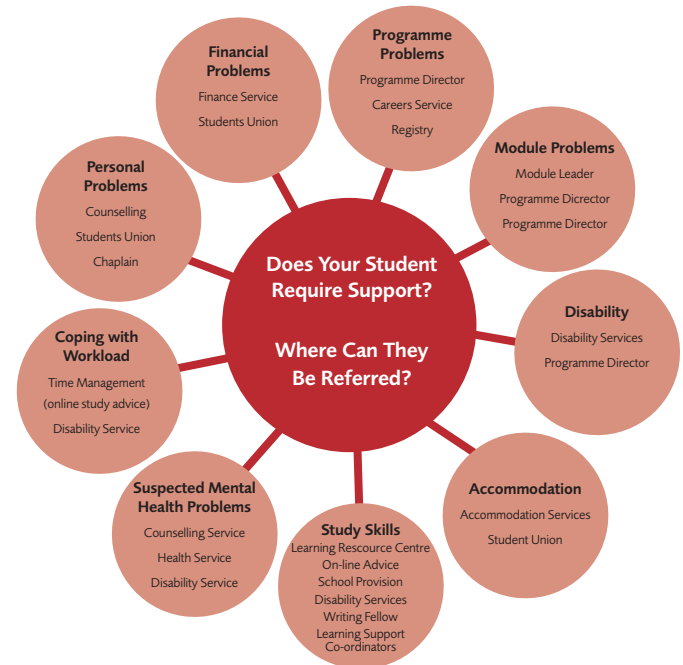 Does Your Student
Require Support?
Where Can They
Be Referred?
Financial
Problems
Finance Service
Students Union
Programme
Problems
Programme Director
Careers Service
Registry
Module Problems
Module Leader
Programme Dicrector
Programme Director
Disability
Disability Services
Programme Director
Accommodation
Accommodation Services
Student Union
Study Skills
Learning Rescource Centre
On-line Advice
School Provision
Disability Services
Writing Fellow
Learning Support
Co-ordinators
Suspected Mental
Health Problems
Counselling Service
Health Service
Disability Service
Coping with
Workload
Time Management
(online study advice)
Disability Service
Personal
Problems
Counselling
Students Union
Chaplain